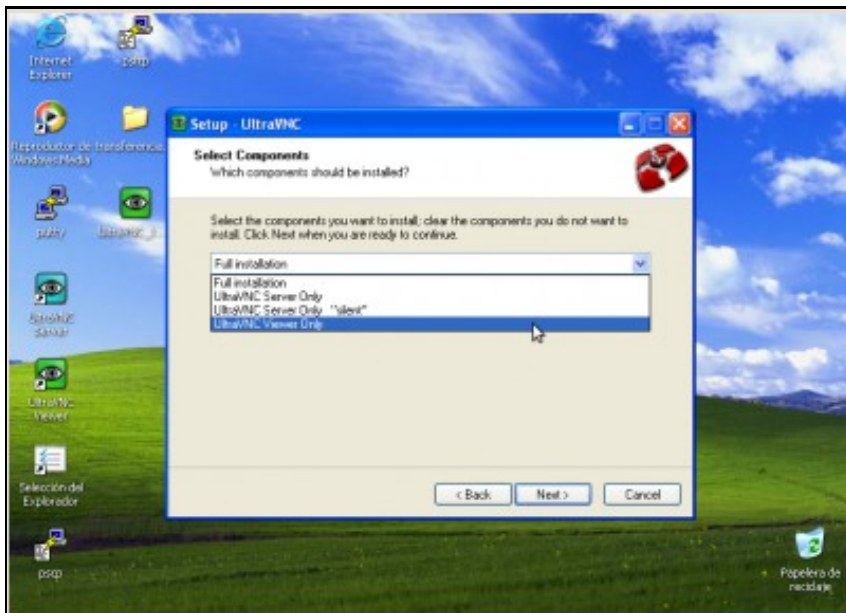 Internet
Explorer
psftp
Reproductor de
Windows Media
transferencia
putty
UltraVNC
Server
UltraVNC
Viewer
Selección del
Explorador
pscp
Setup - UltraVNC
Select Components
Which components should be installed?
Select the components you want to install; clear the components you do not want to
install. Click Next when you are ready to continue.
Full installation
Full installation
UltraVNC Server Only
UltraVNC Server Only "silent"
UltraVNC Viewer Only
< Back
Next >
Cancel
Papelera de
reciclaje